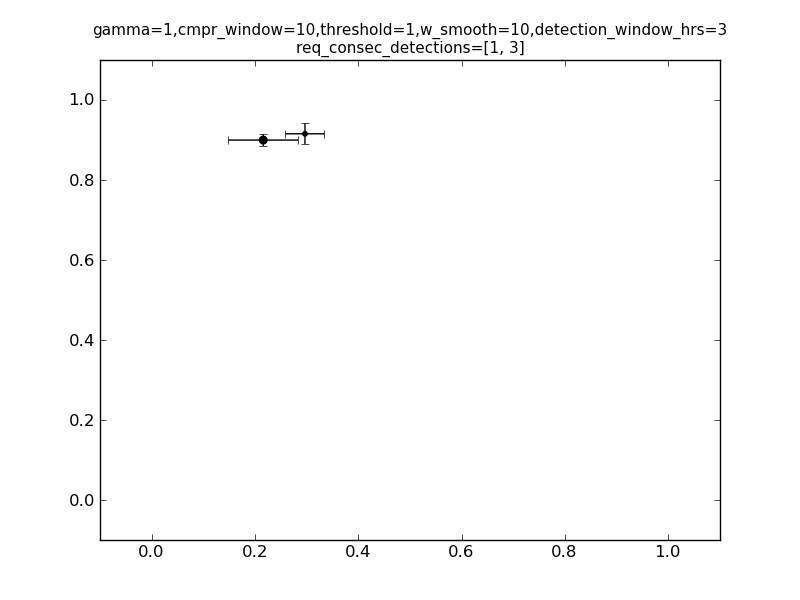 gamma=1,cmpr_window=10,threshold=1,w_smooth=10,detection_window_hrs=3
req_consec_detections=[1, 3]
1.0
0.8
0.6
0.4
0.2
0.0
0.0 0.2 0.4 0.6 0.8 1.0